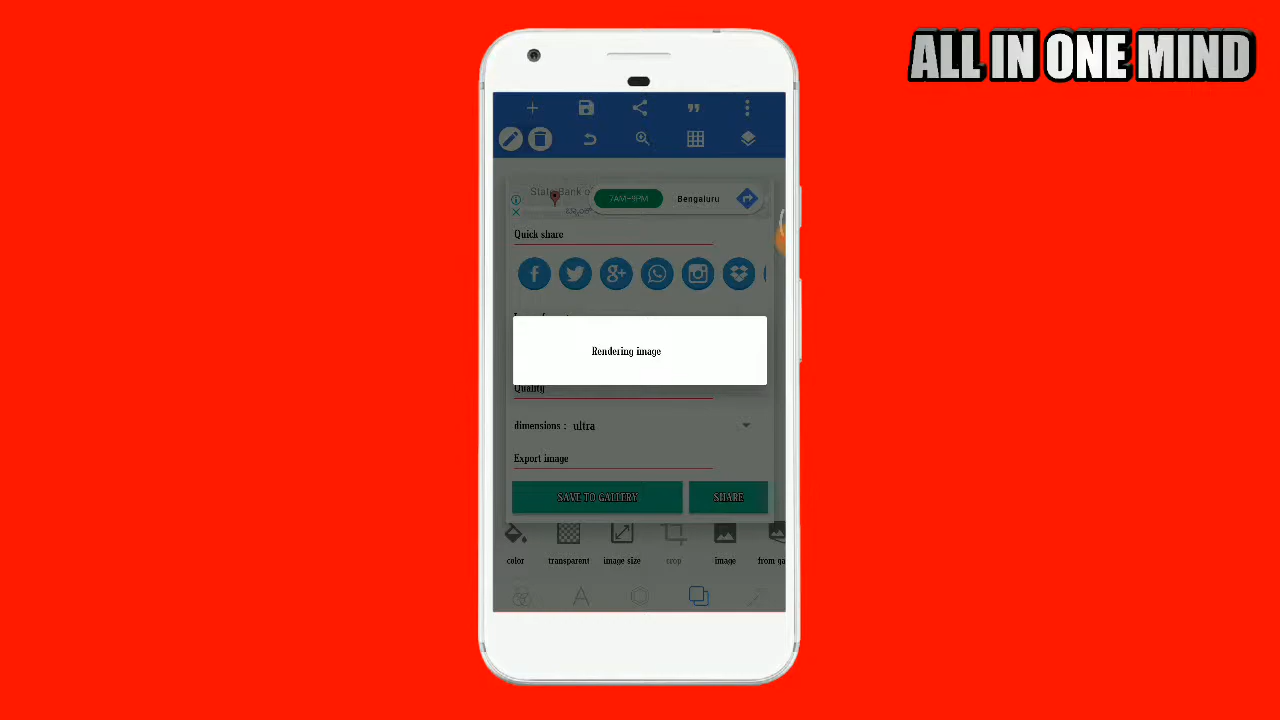 ALL IN ONE MIND
State Bank of
7AM–9PM
Bengaluru
Quick share
Rendering image
Quality
dimensions : ultra
Export image
SAVE TO GALLERY
SHARE
color
transparent
image size
crop
image
from ga